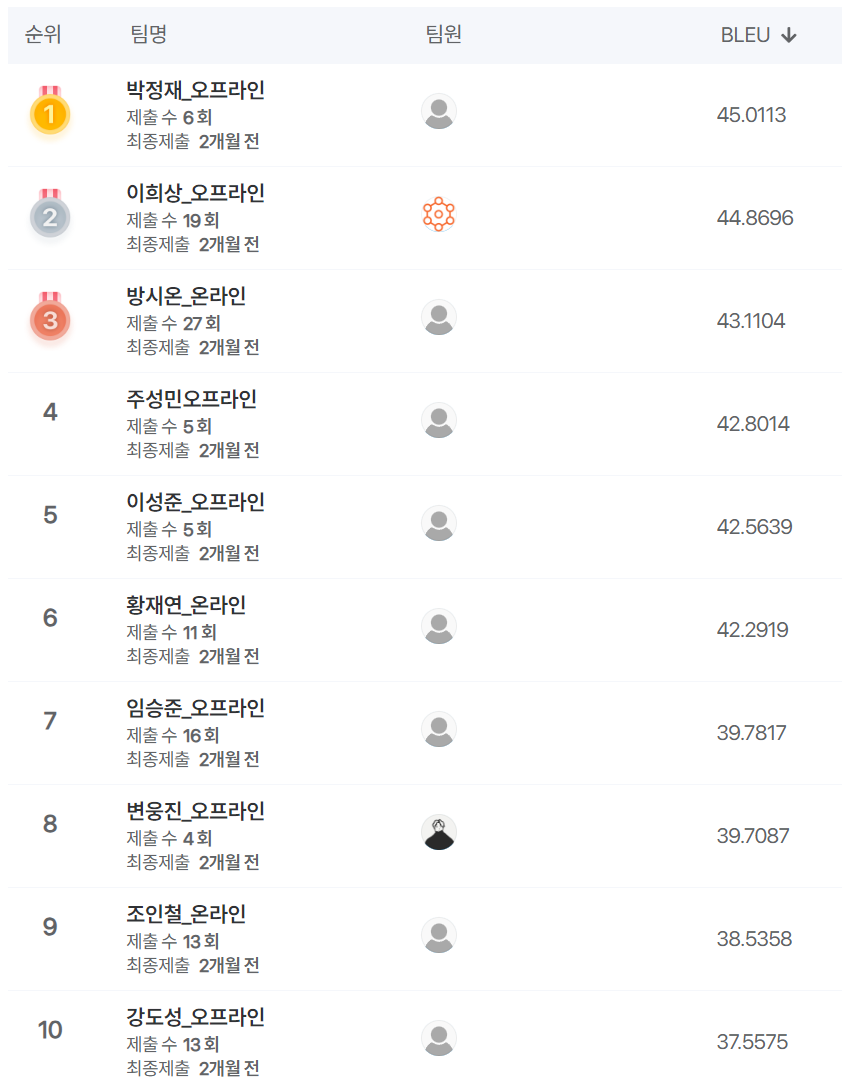 순위 팀명 팀원 BLEU ↓
1 박정재_오프라인 45.0113
제출 수 6 회
최종제출 2개월 전
2 이희상_오프라인 44.8696
제출 수 19 회
최종제출 2개월 전
3 방시온_온라인 43.1104
제출 수 27 회
최종제출 2개월 전
4 주성민오프라인 42.8014
제출 수 5 회
최종제출 2개월 전
5 이성준_오프라인 42.5639
제출 수 5 회
최종제출 2개월 전
6 황재연_온라인 42.2919
제출 수 11 회
최종제출 2개월 전
7 임승준_오프라인 39.7817
제출 수 16 회
최종제출 2개월 전
8 변웅진_오프라인 39.7087
제출 수 4 회
최종제출 2개월 전
9 조인철_온라인 38.5358
제출 수 13 회
최종제출 2개월 전
10 강도성_오프라인 37.5575
제출 수 13 회
최종제출 2개월 전